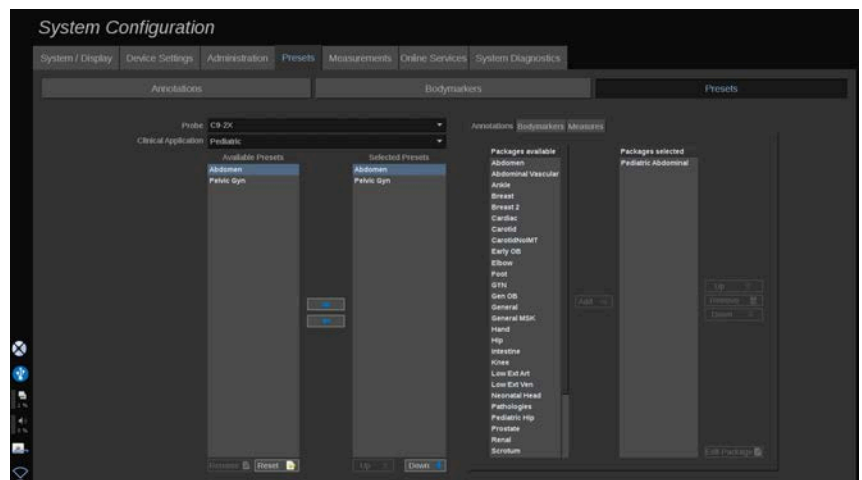 System Configuration
System / Display Device Settings Administration Presets Measurements Online Services System Diagnostics
Annotations Bodymarkers Presets
Probe C9-2X
Clinical Application Pediatric
Available Presets
Abdomen
Pelvic Gyn
Selected Presets
Abdomen
Pelvic Gyn
Reset
Up
Down
Annotations Bodymarkers Measures
Packages available
Abdomen
Abdominal Vascular
Ankle
Breast
Breast 2
Cardiac
Carotid
CarotidNoIMT
Early OB
Elbow
Foot
GYN
Gen OB
General
General MSK
Hand
Hip
Intestine
Knee
Low Ext Art
Low Ext Ven
Neonatal Head
Pathologies
Pediatric Hip
Prostate
Renal
Scrotum
Add
Packages selected
Pediatric Abdominal
Up
Remove
Down
Edit Package